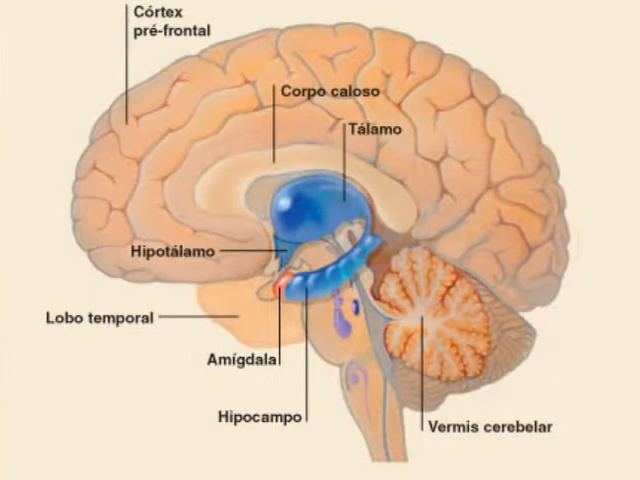 Córtex
pré-frontal
Corpo caloso
Tálamo
Hipotálamo
Lobo temporal
Amígdala
Hipocampo
Vermis cerebelar